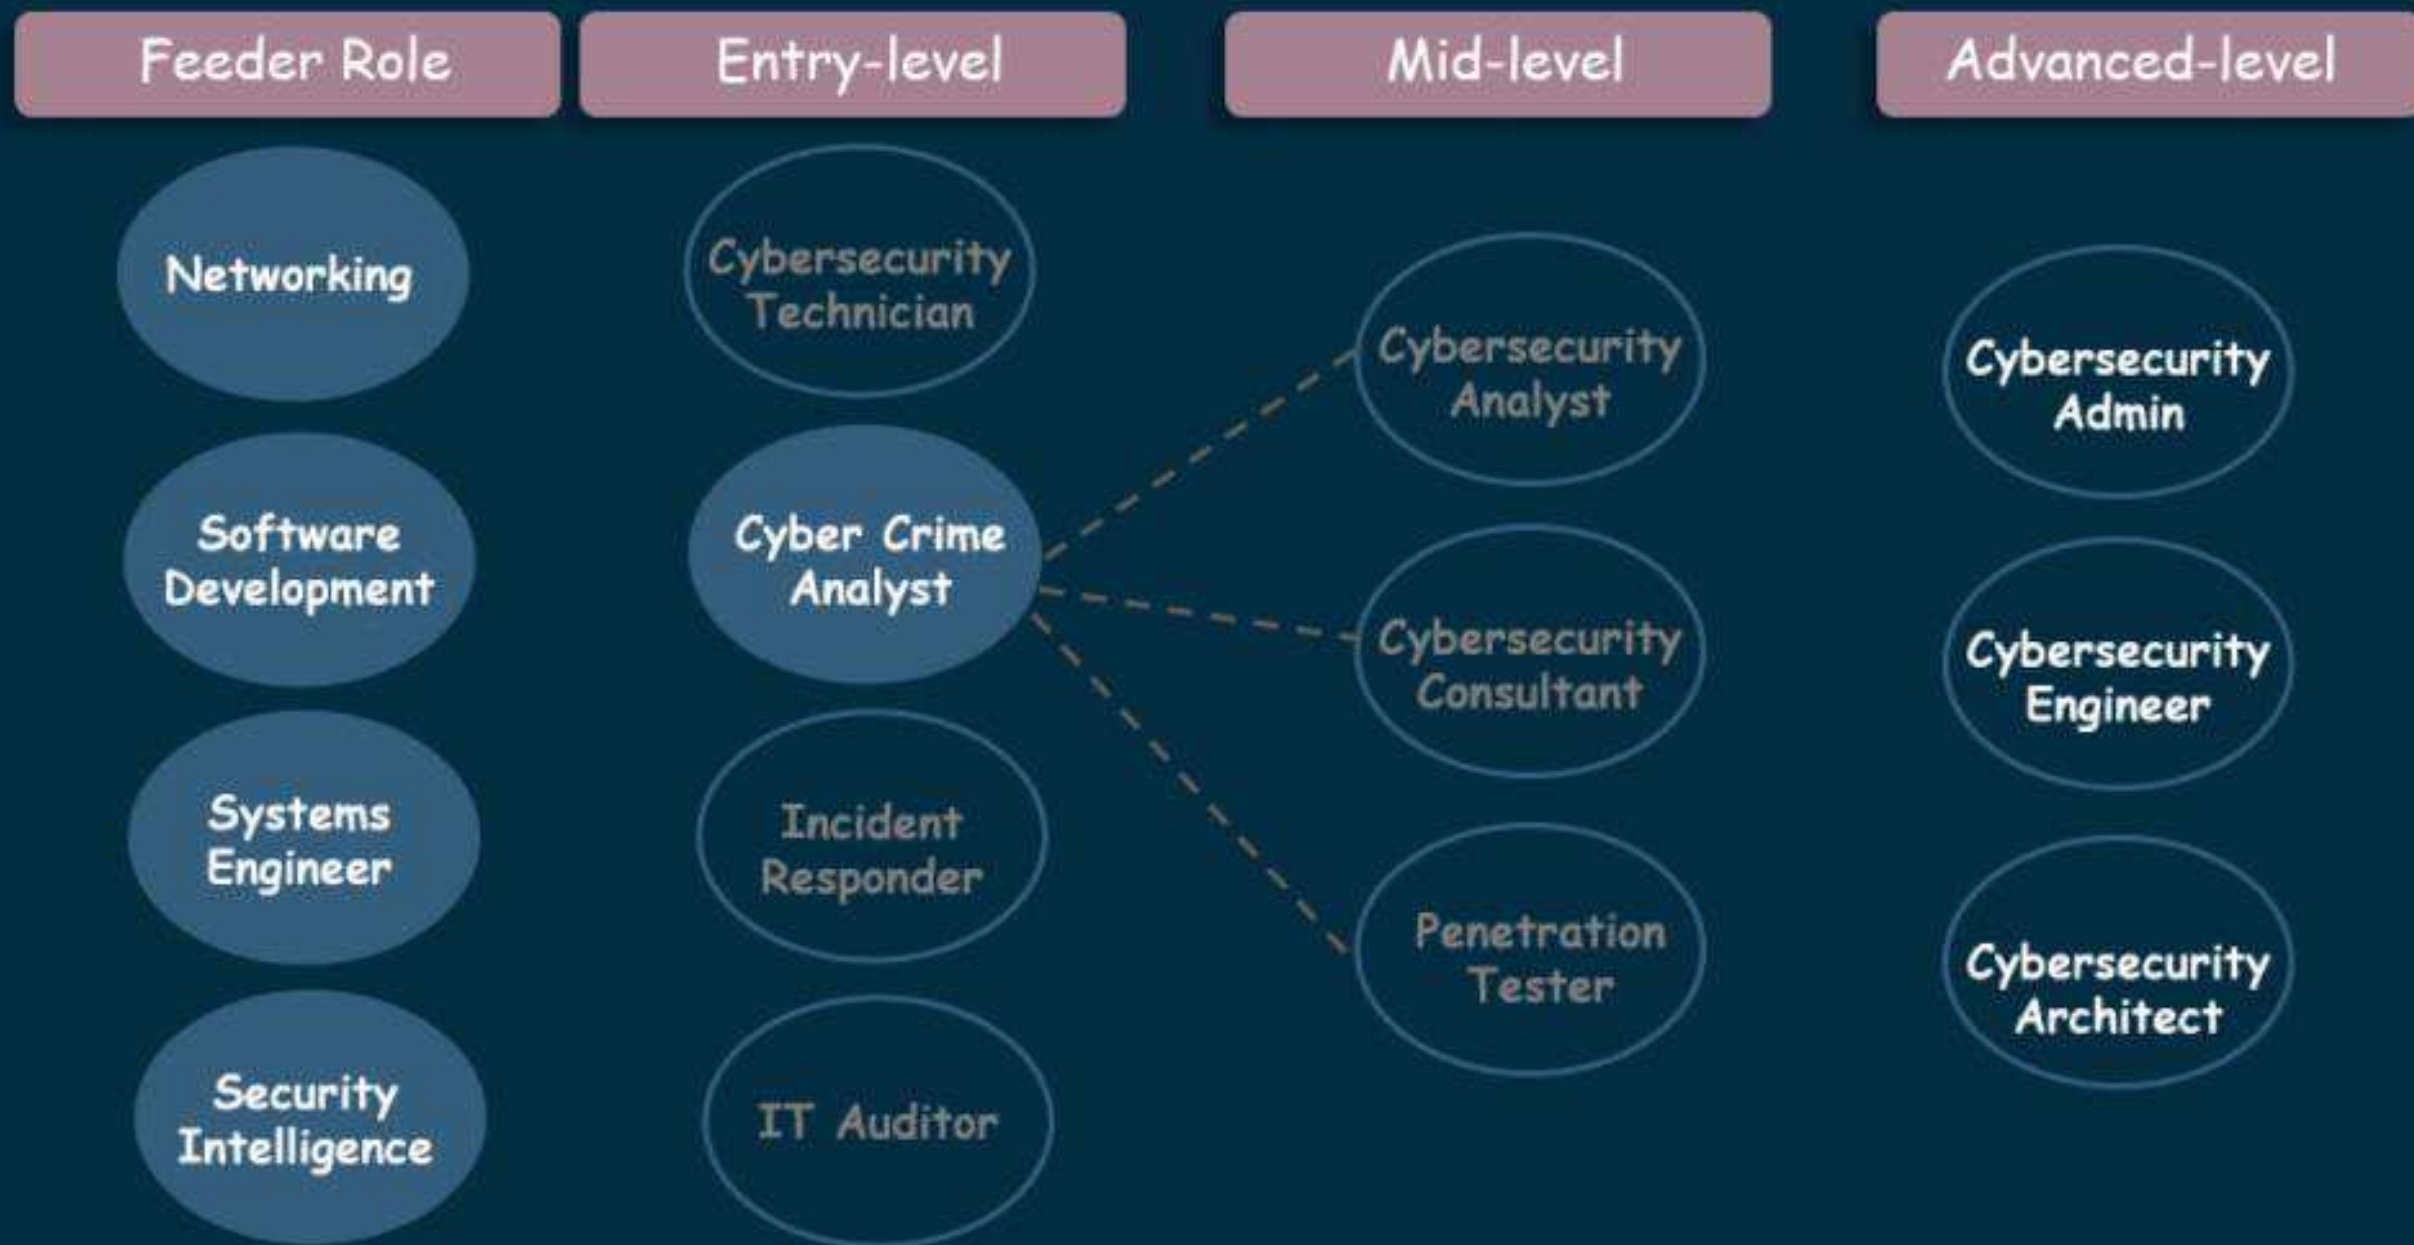 Feeder Role
Entry-level
Mid-level
Advanced-level
Networking
Software
Development
Systems
Engineer
Security
Intelligence
Cybersecurity
Technician
Cyber Crime
Analyst
Incident
Responder
IT Auditor
Cybersecurity
Analyst
Cybersecurity
Consultant
Penetration
Tester
Cybersecurity
Admin
Cybersecurity
Engineer
Cybersecurity
Architect